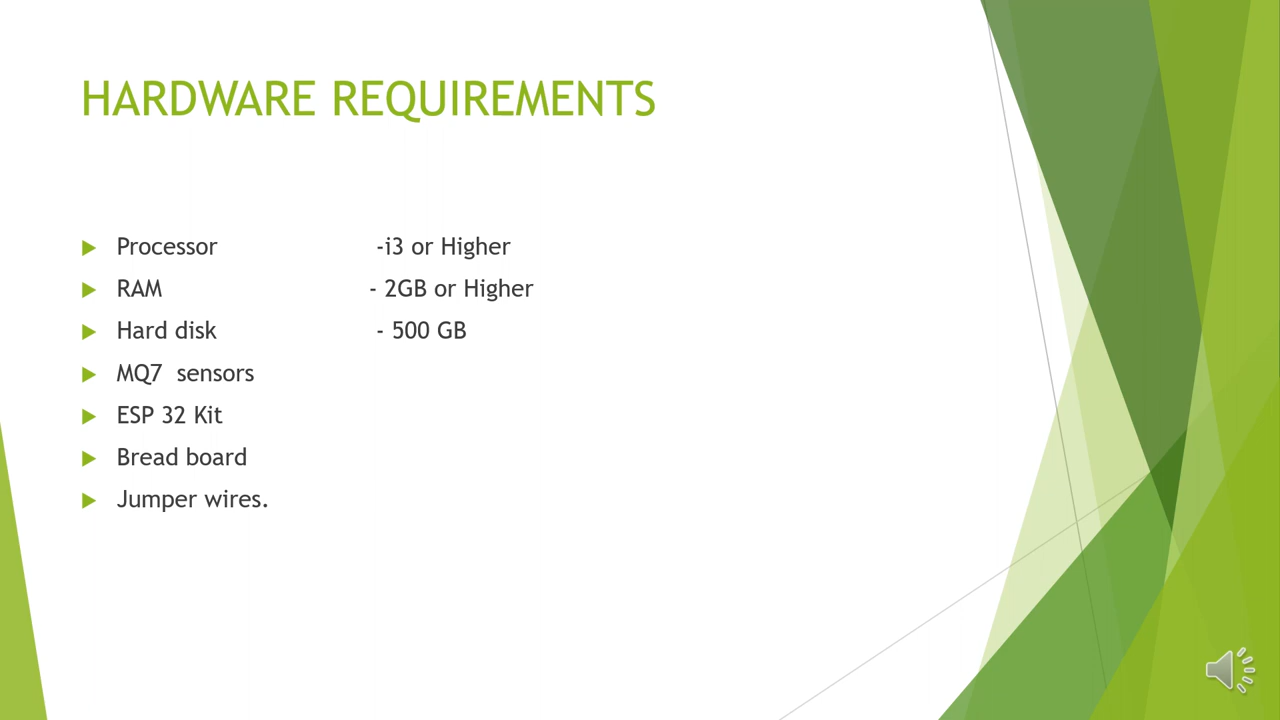 HARDWARE REQUIREMENTS
Processor -i3 or Higher
RAM - 2GB or Higher
Hard disk - 500 GB
MQ7 sensors
ESP 32 Kit
Bread board
Jumper wires.